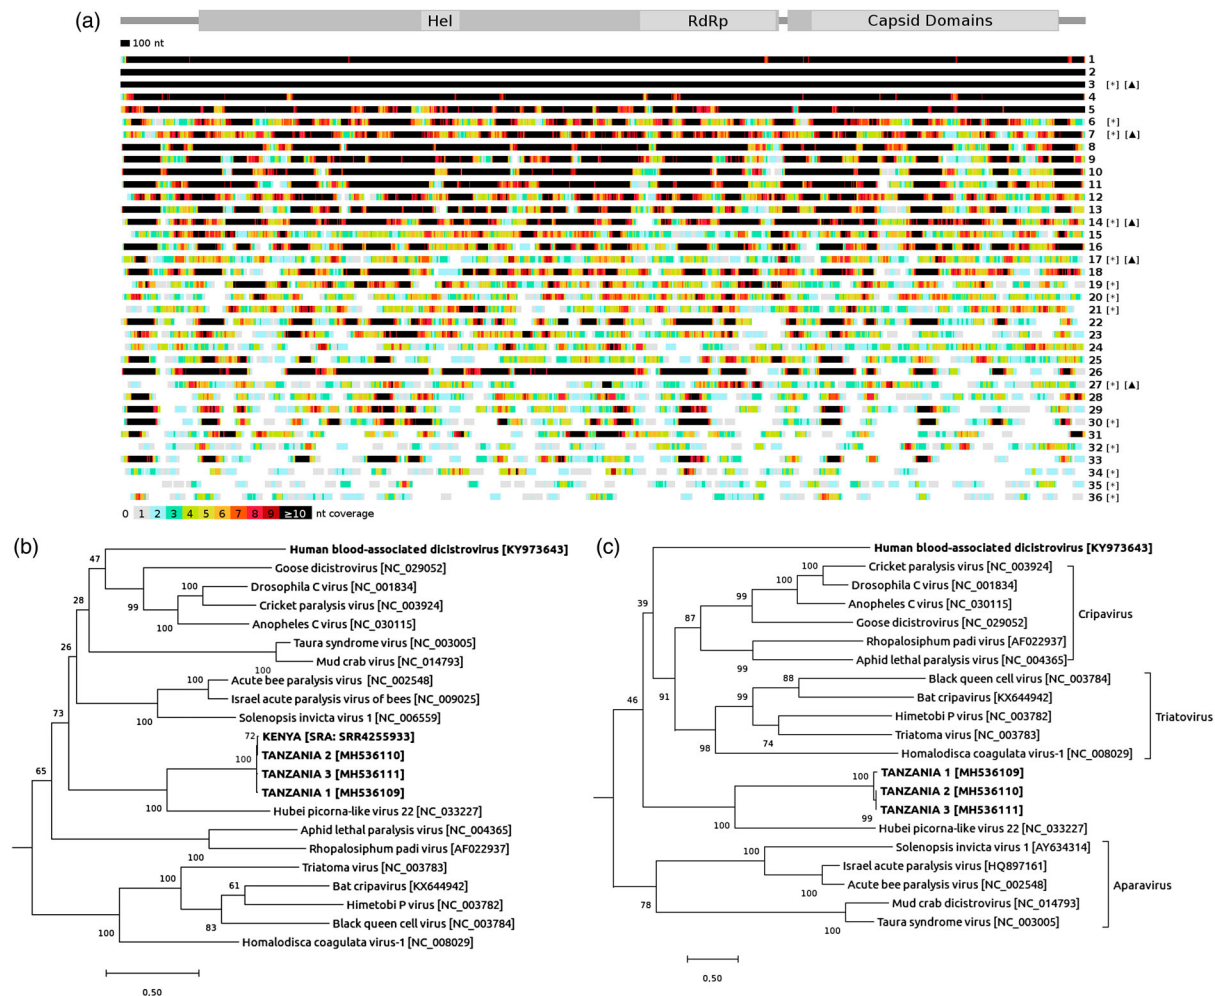 (a)
Hel
RdRp
Capsid Domains
100 nt
1
2
3 [*] [▲]
4
5
6 [*]
7 [*] [▲]
8
9
10
11
12
13
14 [*] [▲]
15
16
17 [*] [▲]
18
19 [*]
20 [*]
21 [*]
22
23
24
25
26
27 [*] [▲]
28
29
30 [*]
31
32 [*]
33
34 [*]
35 [*]
36 [*]
0 1 2 3 4 5 6 7 8 9 ≥10 nt coverage
(b)
47
Human blood-associated dicistrovirus [KY973643]
Goose dicistrovirus [NC_029052]
28
100
Drosophila C virus [NC_001834]
99
Cricket paralysis virus [NC_003924]
100
Anopheles C virus [NC_030115]
26
Taura syndrome virus [NC_003005]
100
Mud crab virus [NC_014793]
100
Acute bee paralysis virus [NC_002548]
Israel acute paralysis virus of bees [NC_009025]
73
100
Solenopsis invicta virus 1 [NC_006559]
72
KENYA [SRA: SRR4255933]
TANZANIA 2 [MH536110]
65
100
TANZANIA 3 [MH536111]
TANZANIA 1 [MH536109]
100
Hubei picorna-like virus 22 [NC_033227]
Aphid lethal paralysis virus [NC_004365]
100
Rhopalosiphum padi virus [AF022937]
100
Triatoma virus [NC_003783]
61
Bat cripavirus [KX644942]
Himetobi P virus [NC_003782]
83
Black queen cell virus [NC_003784]
100
Homalodisca coagulata virus-1 [NC_008029]
0.50
(c)
Human blood-associated dicistrovirus [KY973643]
100
Cricket paralysis virus [NC_003924]
100
Drosophila C virus [NC_001834]
39
99
Anopheles C virus [NC_030115]
87
Goose dicistrovirus [NC_029052]
Cripavirus
Rhopalosiphum padi virus [AF022937]
99
Aphid lethal paralysis virus [NC_004365]
88
Black queen cell virus [NC_003784]
46
91
99
Bat cripavirus [KX644942]
Himetobi P virus [NC_003782]
Triatovirus
74
Triatoma virus [NC_003783]
98
Homalodisca coagulata virus-1 [NC_008029]
100
TANZANIA 1 [MH536109]
TANZANIA 2 [MH536110]
TANZANIA 3 [MH536111]
99
100
Hubei picorna-like virus 22 [NC_033227]
100
Solenopsis invicta virus 1 [AY634314]
Israel acute paralysis virus [HQ897161]
100
Acute bee paralysis virus [NC_002548]
Aparavirus
78
Mud crab dicistrovirus [NC_014793]
100
Taura syndrome virus [NC_003005]
0.50